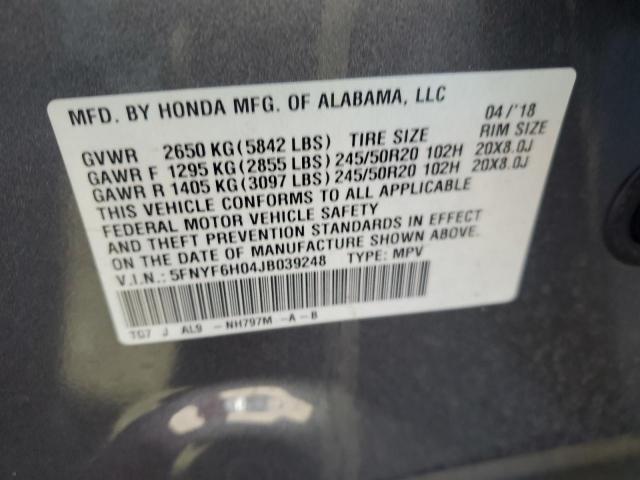 MFD. BY HONDA MFG. OF ALABAMA, LLC 04/'18
GVWR 2650 KG(5842 LBS) TIRE SIZE RIM SIZE
GAWR F 1295 KG(2855 LBS) 245/50R20 102H 20X8.0J
GAWR R 1405 KG(3097 LBS) 245/50R20 102H 20X8.0J
THIS VEHICLE CONFORMS TO ALL APPLICABLE
FEDERAL MOTOR VEHICLE SAFETY
AND THEFT PREVENTION STANDARDS IN EFFECT
ON THE DATE OF MANUFACTURE SHOWN ABOVE.
V.I.N.: 5FNYF6H04JB039248 TYPE: MPV
TG7 J AL9 - NH797M -A-B